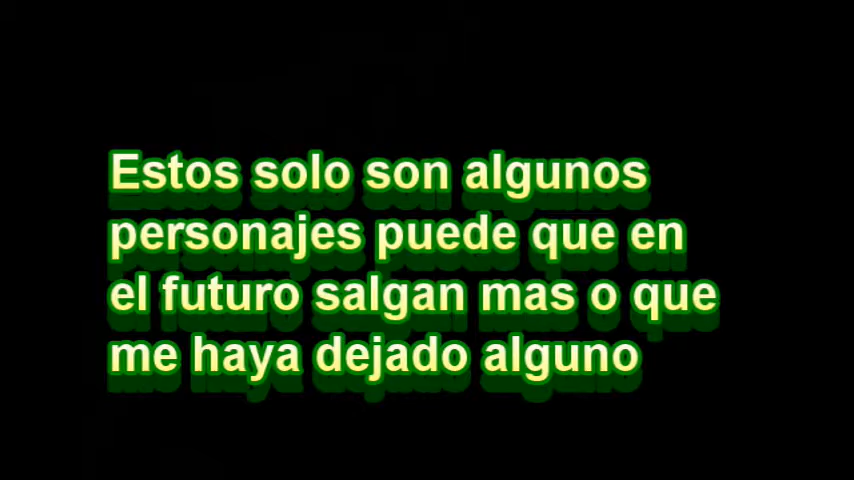 Estos solo son algunos
personajes puede que en
el futuro salgan mas o que
me haya dejado alguno